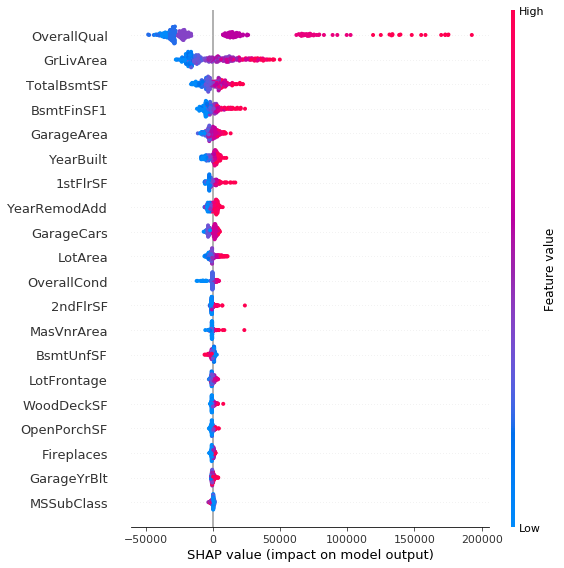 High
OverallQual
GrLivArea
TotalBsmtSF
BsmtFinSF1
GarageArea
YearBuilt
1stFlrSF
YearRemodAdd
GarageCars
LotArea
OverallCond
2ndFlrSF
MasVnrArea
BsmtUnfSF
LotFrontage
WoodDeckSF
OpenPorchSF
Fireplaces
GarageYrBlt
MSSubClass
Feature value
Low
−50000 0 50000 100000 150000 200000
SHAP value (impact on model output)